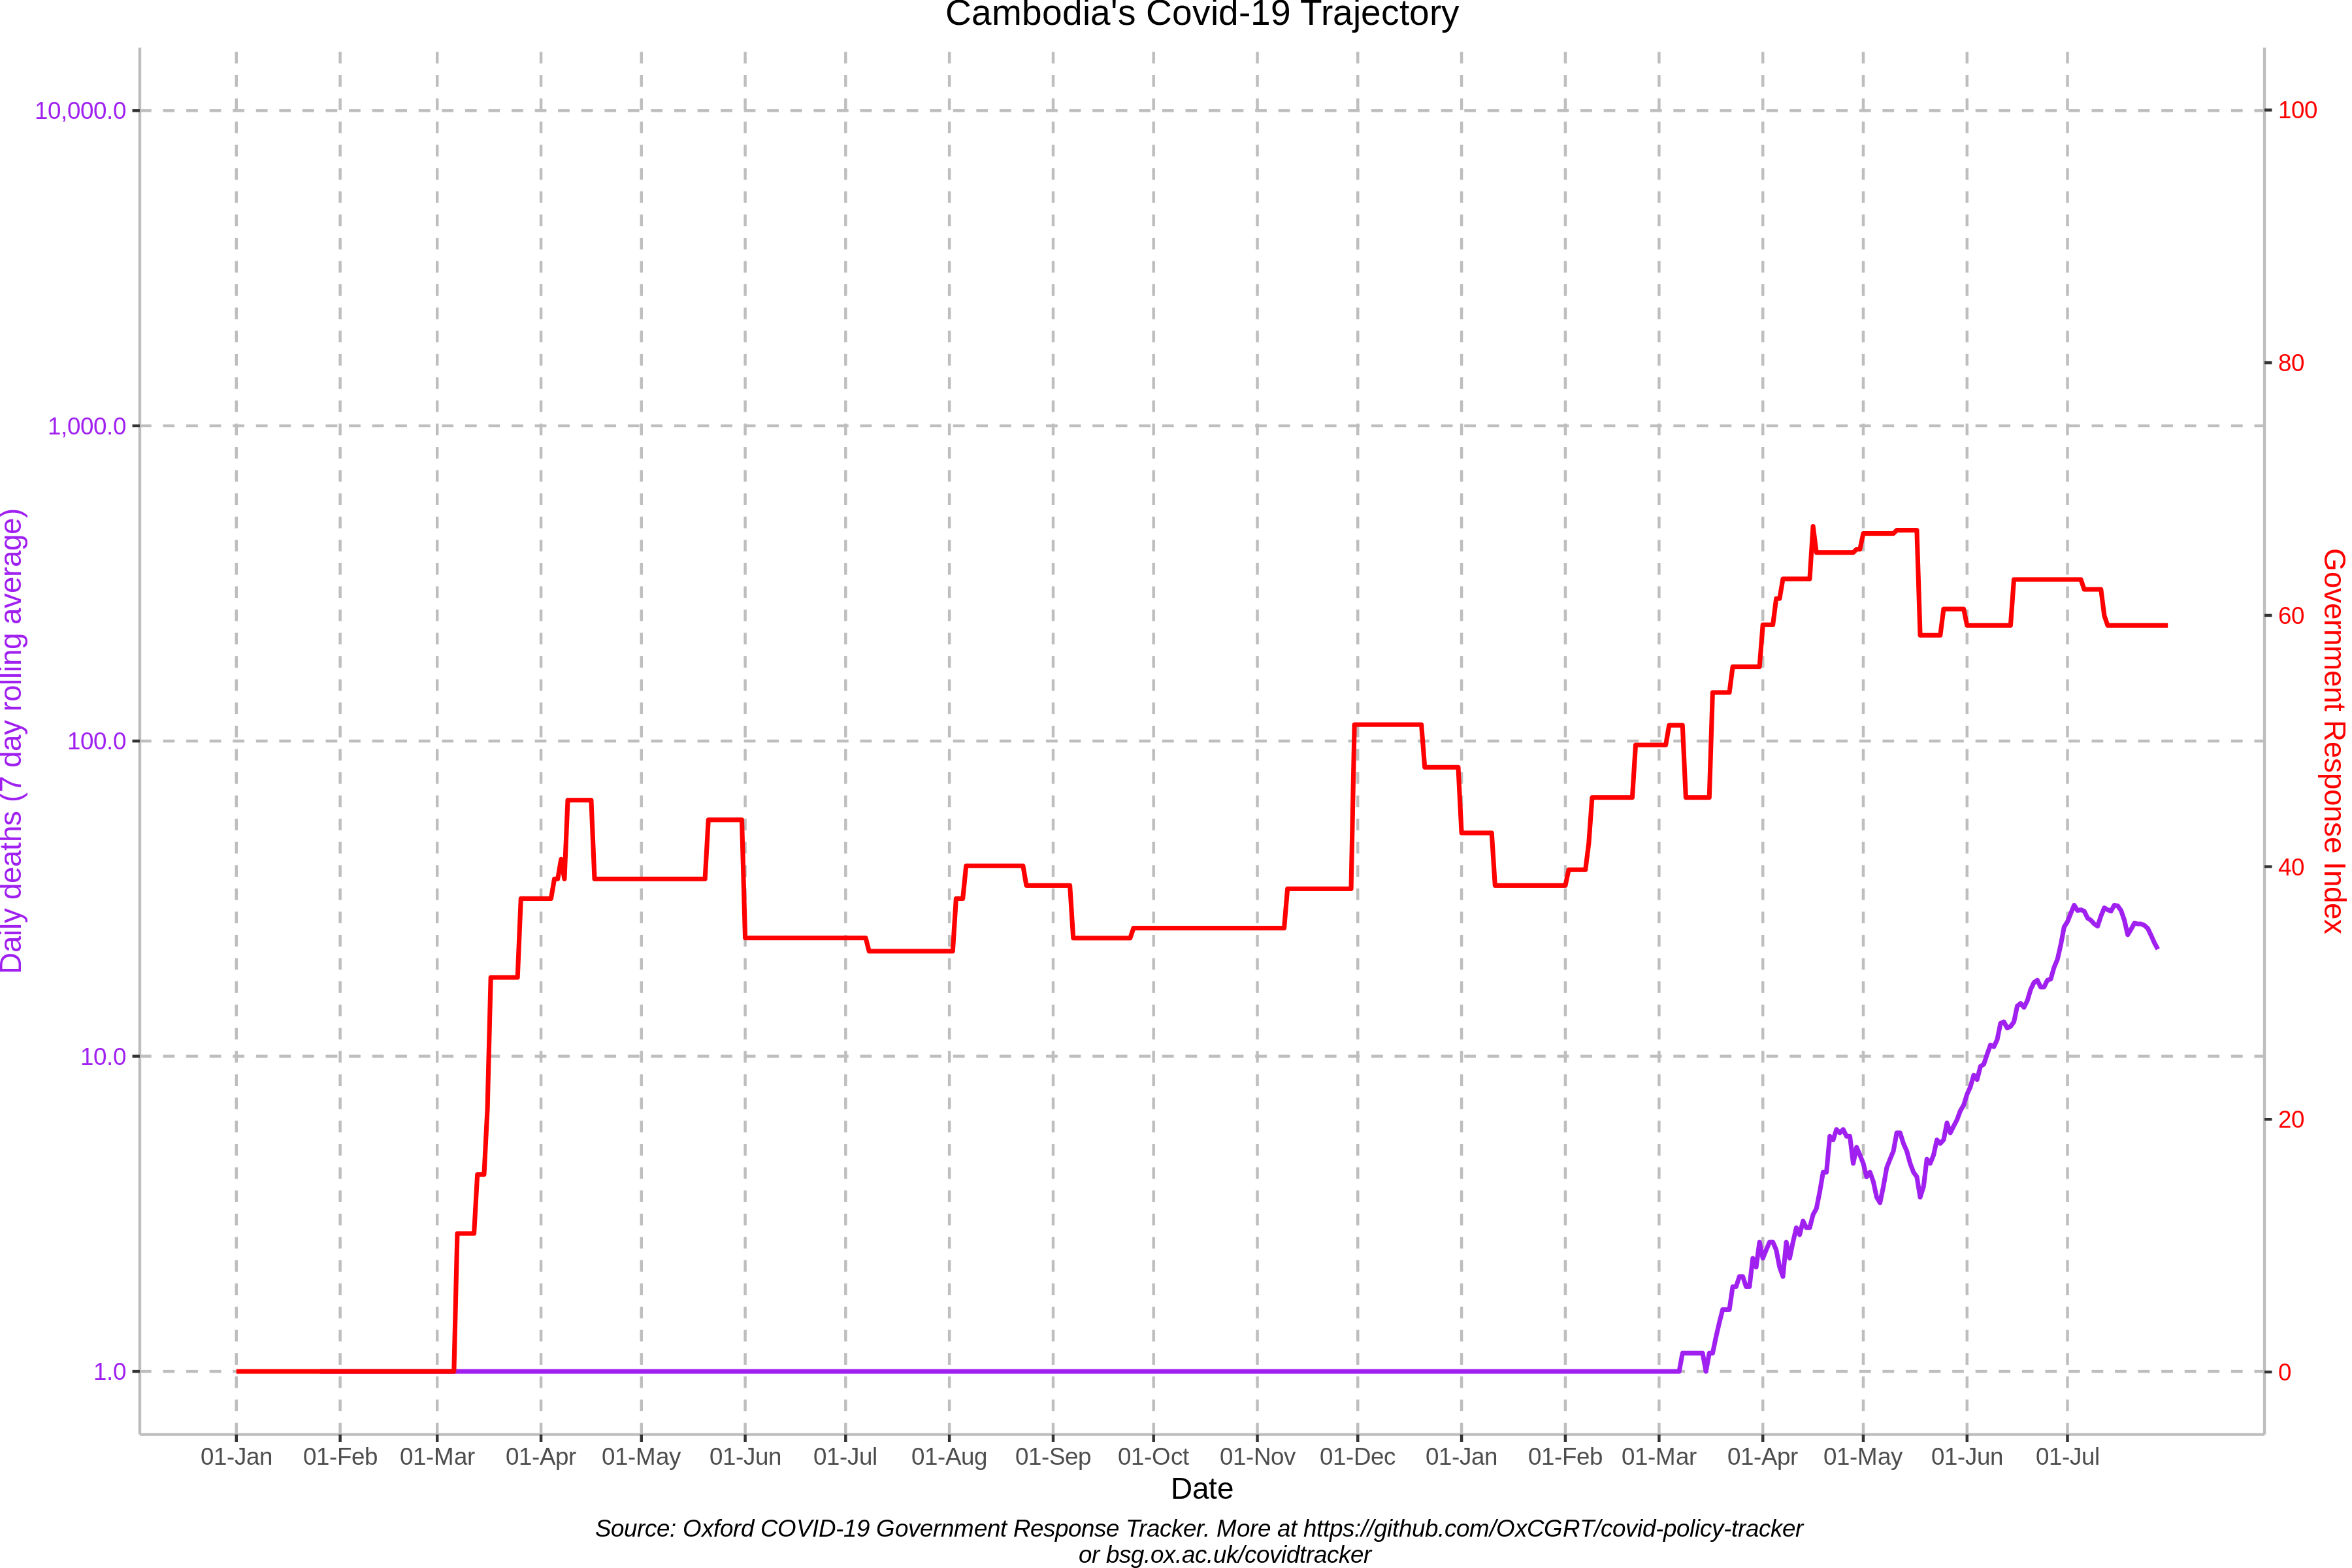 Cambodia's Covid-19 Trajectory
10,000.0
1,000.0
100.0
10.0
1.0
Daily deaths (7 day rolling average)
100
80
60
40
20
0
Government Response Index
01-Jan 01-Feb 01-Mar 01-Apr 01-May 01-Jun 01-Jul 01-Aug 01-Sep 01-Oct 01-Nov 01-Dec 01-Jan 01-Feb 01-Mar 01-Apr 01-May 01-Jun 01-Jul
Date
Source: Oxford COVID-19 Government Response Tracker. More at https://github.com/OxCGRT/covid-policy-tracker
or bsg.ox.ac.uk/covidtracker